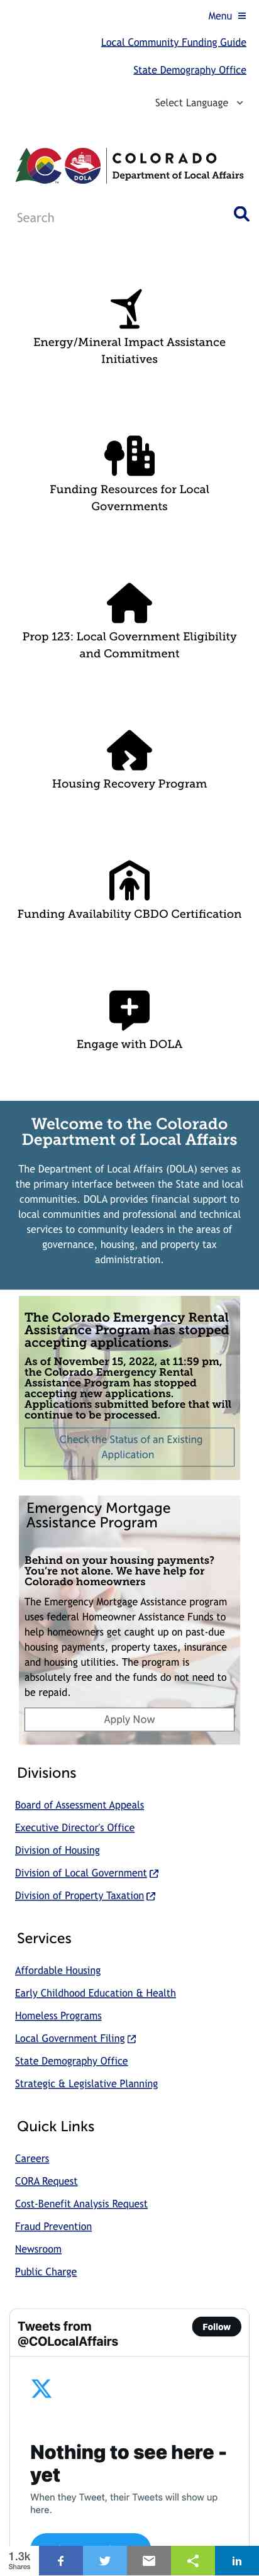 Menu
Local Community Funding Guide
State Demography Office
Select Language
COLORADO
DOLA
Department of Local Affairs
Search
Energy/Mineral Impact Assistance
Initiatives
Funding Resources for Local
Governments
Prop 123: Local Government Eligibility
and Commitment
Housing Recovery Program
Funding Availability CBDO Certification
Engage with DOLA
Welcome to the Colorado
Department of Local Affairs
The Department of Local Affairs (DOLA) serves as
the primary interface between the State and local
communities. DOLA provides financial support to
local communities and professional and technical
services to community leaders in the areas of
governance, housing, and property tax
administration.
The Colorado Emergency Rental
Assistance Program has stopped
accepting applications.
As of November 15, 2022, at 11:59 pm,
the Colorado Emergency Rental
Assistance Program has stopped
accepting new applications.
Applications submitted before that will
continue to be processed.
Check the Status of an Existing
Application
Emergency Mortgage
Assistance Program
Behind on your housing payments?
You're not alone. We have help for
Colorado homeowners
The Emergency Mortgage Assistance program
uses federal Homeowner Assistance Funds to
help homeowners get caught up on past-due
housing payments, property taxes, insurance
and housing utilities. The program is
absolutely free and the funds do not need to
be repaid.
Apply Now
Divisions
Board of Assessment Appeals
Executive Director's Office
Division of Housing
Division of Local Government
Division of Property Taxation
Services
Affordable Housing
Early Childhood Education & Health
Homeless Programs
Local Government Filing
State Demography Office
Strategic & Legislative Planning
Quick Links
Careers
CORA Request
Cost-Benefit Analysis Request
Fraud Prevention
Newsroom
Public Charge
Tweets from
@COLocalAffairs
Follow
Nothing to see here -
yet
When they Tweet, their Tweets will show up
here.
1.3k
Shares